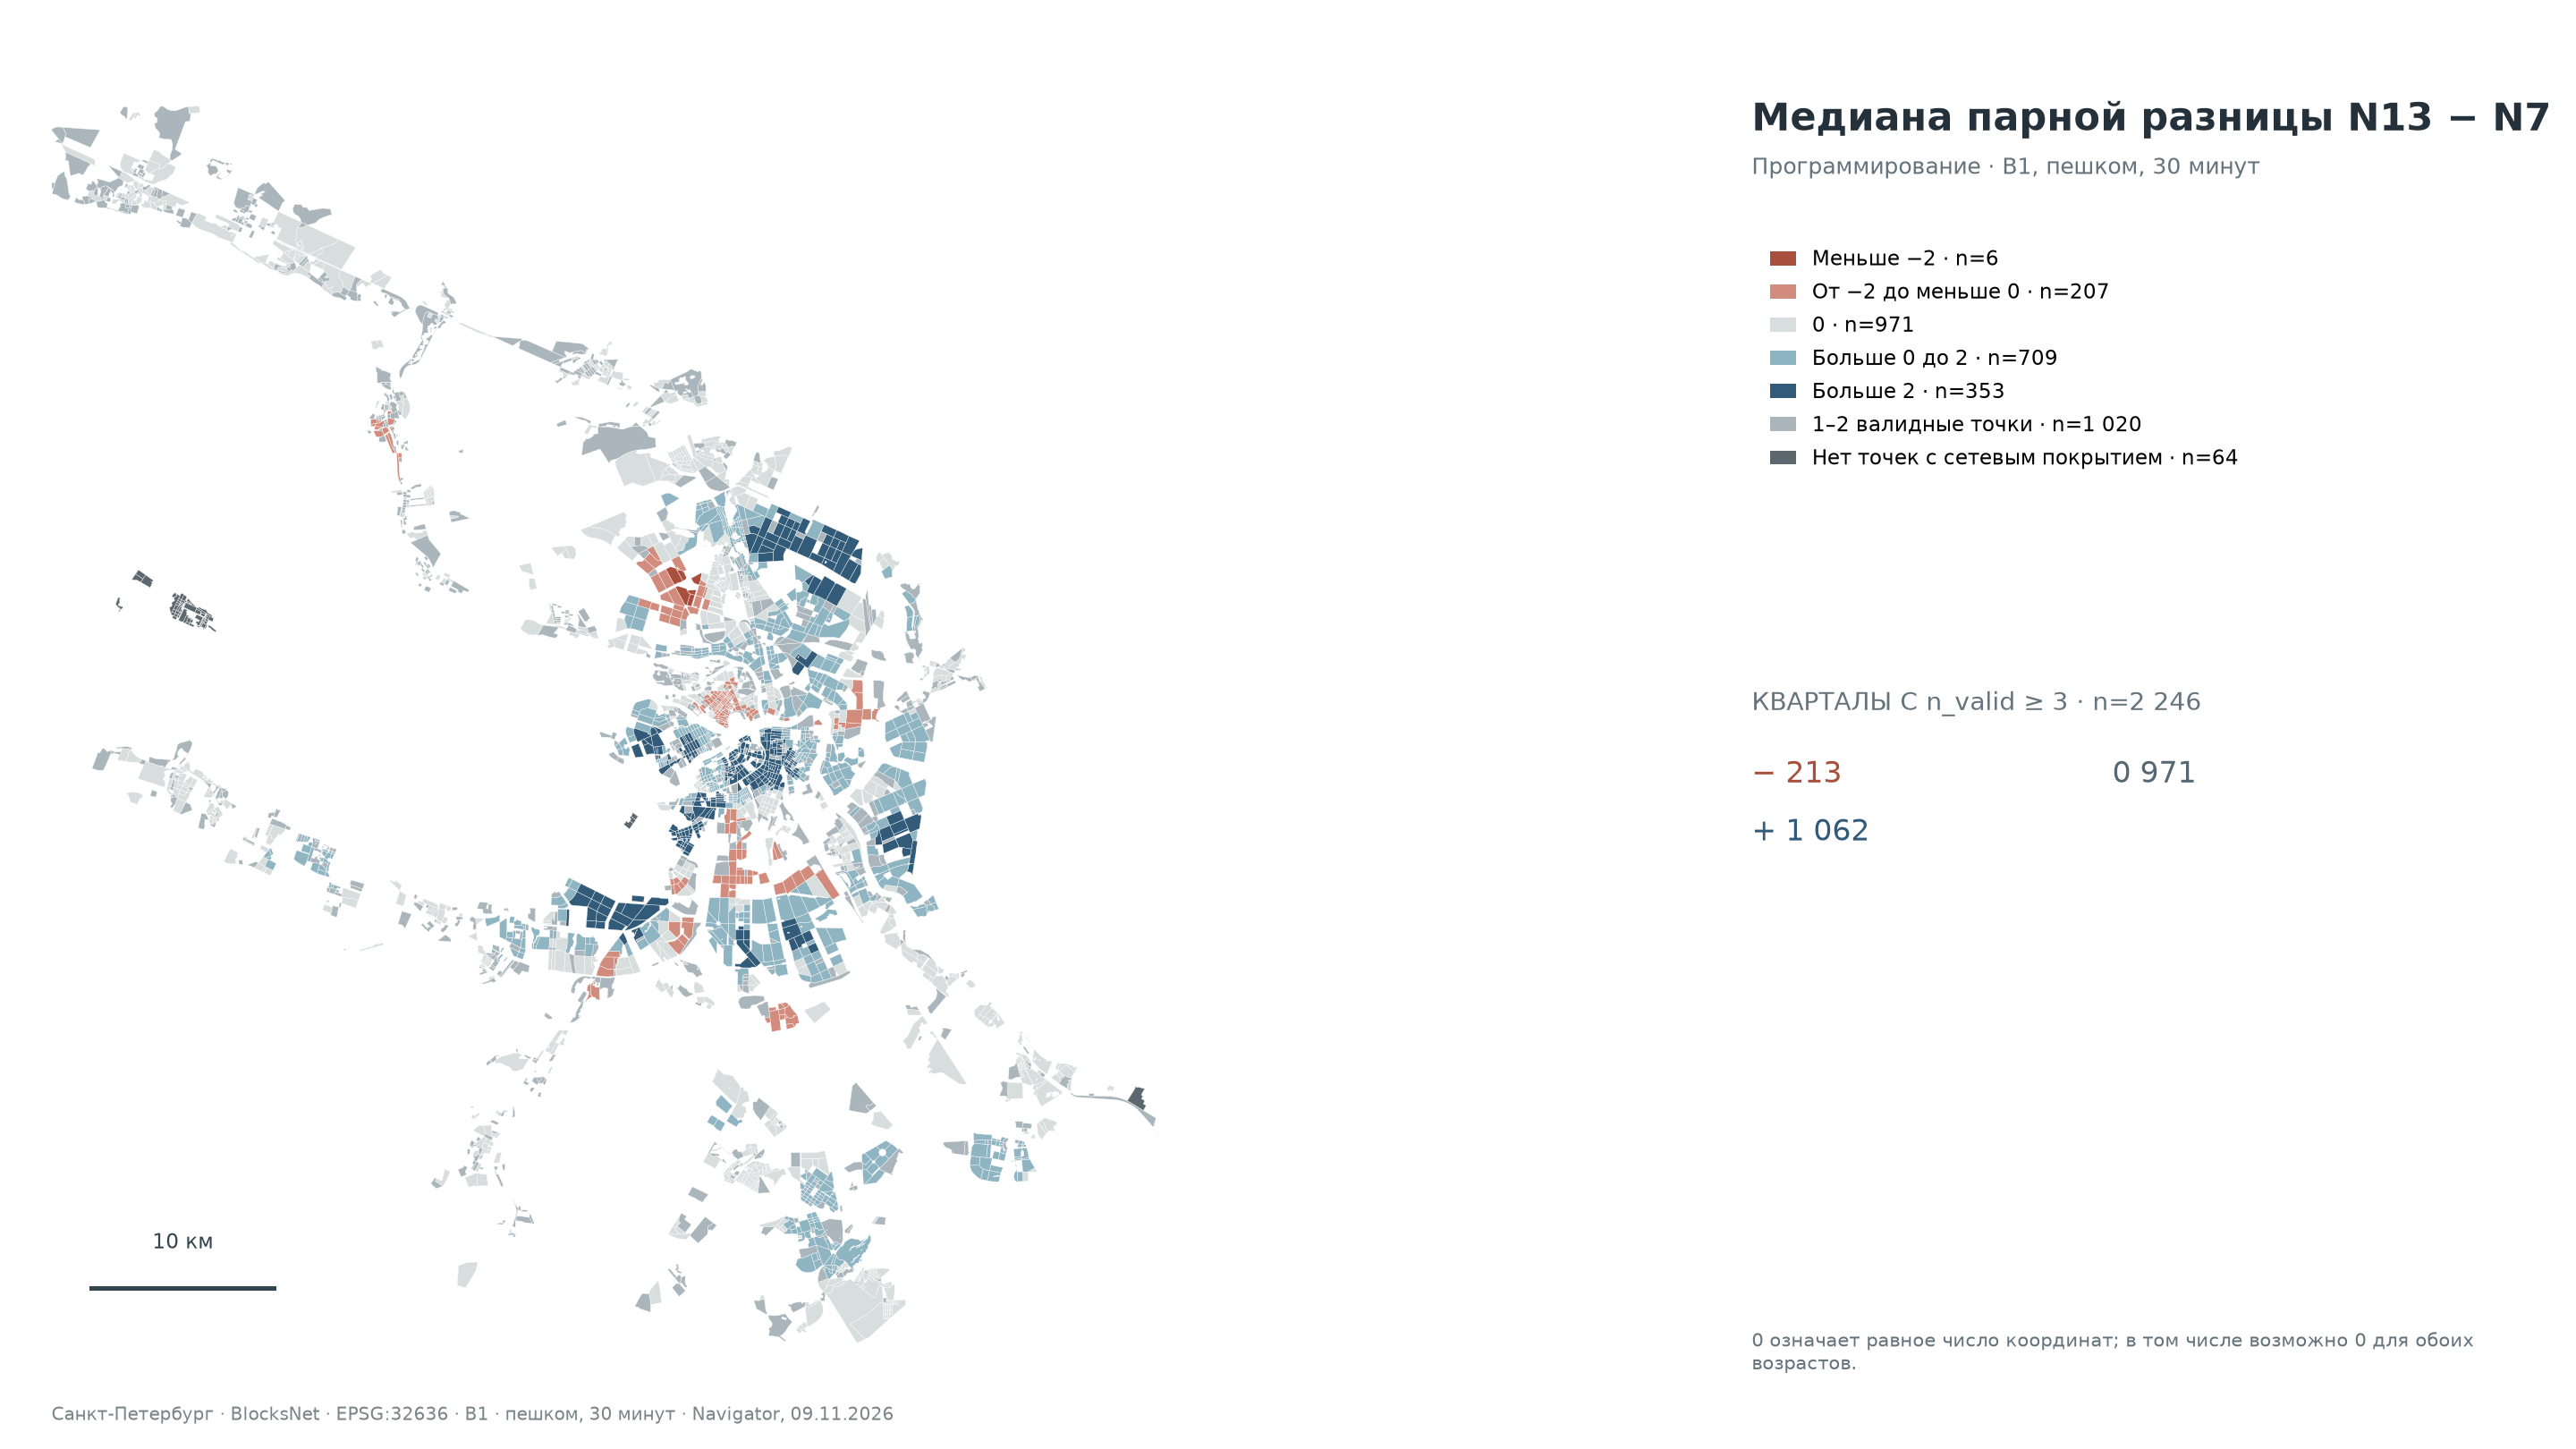 Медиана парной разницы N13 − N7
Программирование · В1, пешком, 30 минут
Меньше −2 · n=6
От −2 до меньше 0 · n=207
0 · n=971
Больше 0 до 2 · n=709
Больше 2 · n=353
1–2 валидные точки · n=1 020
Нет точек с сетевым покрытием · n=64
КВАРТАЛЫ С n_valid ≥ 3 · n=2 246
− 213
0 971
+ 1 062
10 км
0 означает равное число координат; в том числе возможно 0 для обоих
возрастов.
Санкт-Петербург · BlocksNet · EPSG:32636 · В1 · пешком, 30 минут · Navigator, 09.11.2026